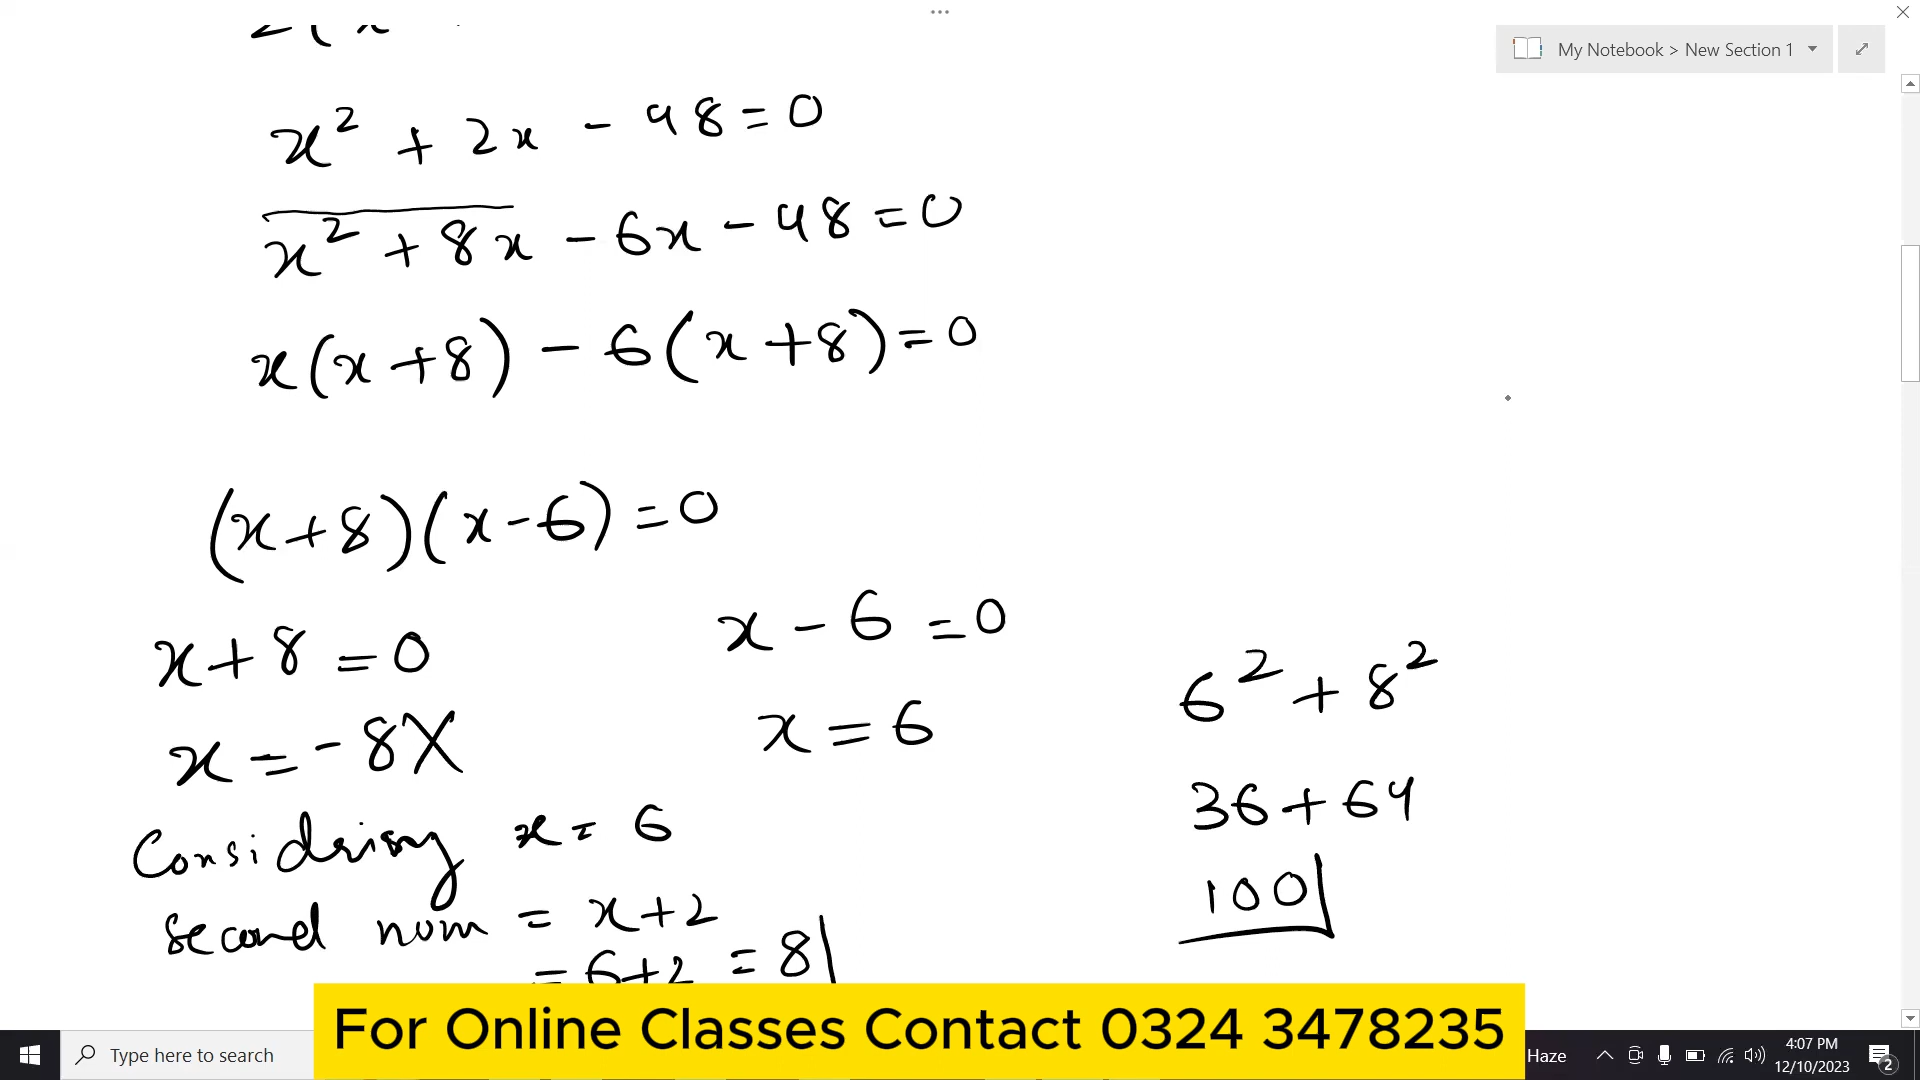 My Notebook > New Section 1
x² + 2x - 48 = 0
x² + 8x - 6x - 48 = 0
x(x+8) - 6(x+8) = 0
(x+8)(x-6) = 0
x+8 = 0
x = -8X
x - 6 = 0
x = 6
6² + 8²
36+64
100
Considering x = 6
second num = x+2
= 6+2 = 8
For Online Classes Contact 0324 3478235
Type here to search
Haze
4:07 PM
12/10/2023
2